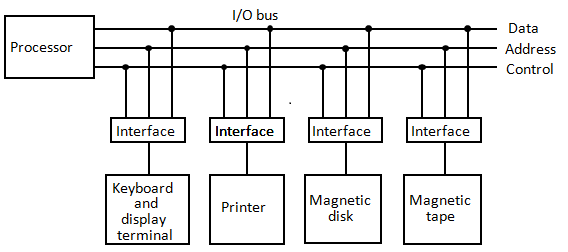 I/O bus
Processor
Data
Address
Control
Interface
Interface
Interface
Interface
Keyboard
and
display
terminal
Printer
Magnetic
disk
Magnetic
tape